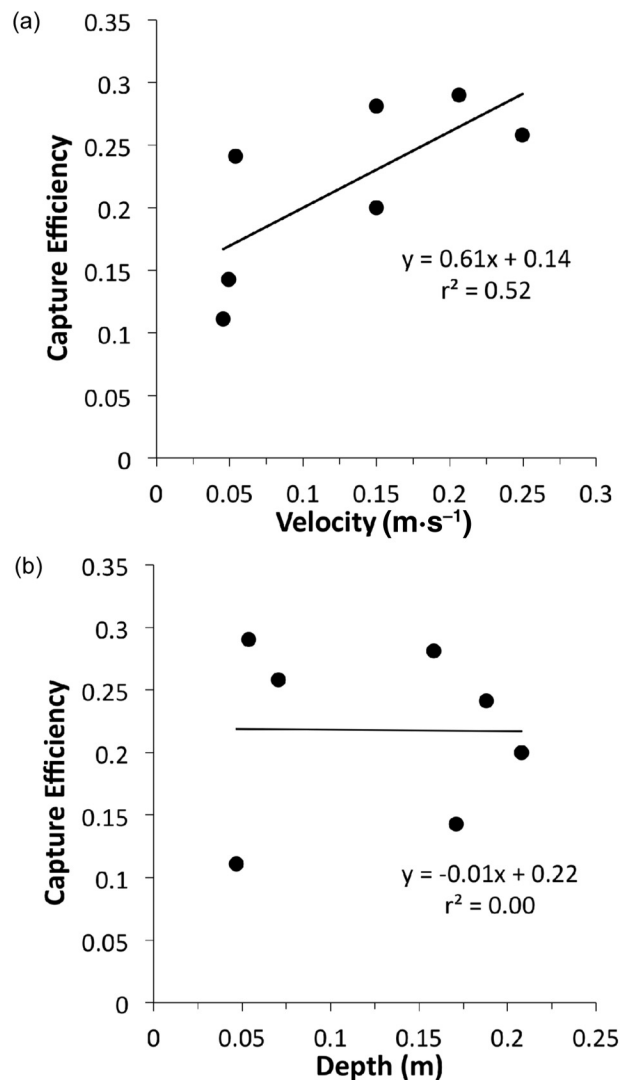 (a)
0.35
0.3
0.25
0.2
0.15
0.1
0.05
0
Capture Efficiency
y = 0.61x + 0.14
r² = 0.52
0 0.05 0.1 0.15 0.2 0.25 0.3
Velocity (m·s⁻¹)
(b)
0.35
0.3
0.25
0.2
0.15
0.1
0.05
0
Capture Efficiency
y = -0.01x + 0.22
r² = 0.00
0 0.05 0.1 0.15 0.2 0.25
Depth (m)